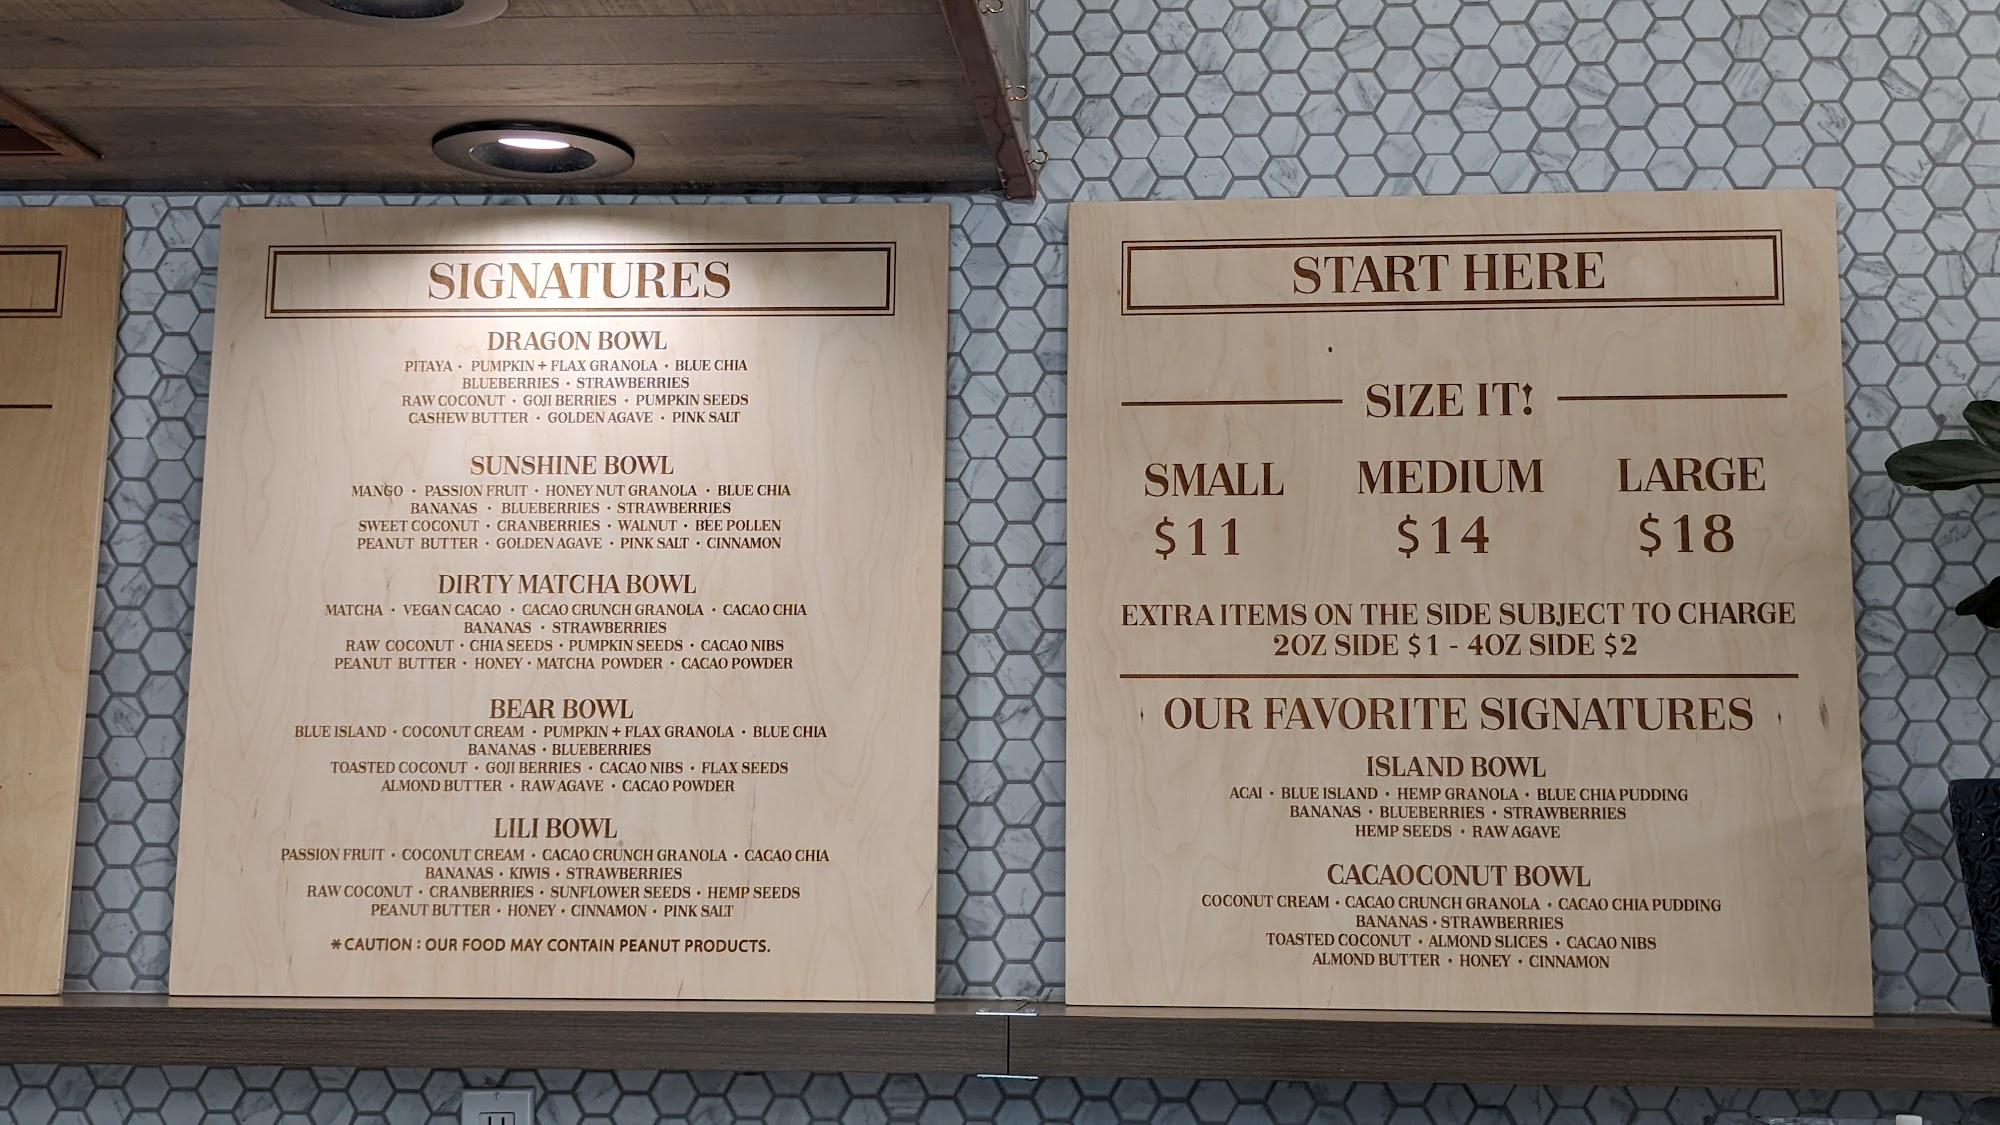 SIGNATURES
DRAGON BOWL
PITAYA • PUMPKIN + FLAX GRANOLA • BLUE CHIA
BLUEBERRIES • STRAWBERRIES
RAW COCONUT • GOJI BERRIES • PUMPKIN SEEDS
CASHEW BUTTER • GOLDEN AGAVE • PINK SALT
SUNSHINE BOWL
MANGO • PASSION FRUIT • HONEY NUT GRANOLA • BLUE CHIA
BANANAS • BLUEBERRIES • STRAWBERRIES
SWEET COCONUT • CRANBERRIES • WALNUT • BEE POLLEN
PEANUT BUTTER • GOLDEN AGAVE • PINK SALT • CINNAMON
DIRTY MATCHA BOWL
MATCHA • VEGAN CACAO • CACAO CRUNCH GRANOLA • CACAO CHIA
BANANAS • STRAWBERRIES
RAW COCONUT • CHIA SEEDS • PUMPKIN SEEDS • CACAO NIBS
PEANUT BUTTER • HONEY • MATCHA POWDER • CACAO POWDER
BEAR BOWL
BLUE ISLAND • COCONUT CREAM • PUMPKIN + FLAX GRANOLA • BLUE CHIA
BANANAS • BLUEBERRIES
TOASTED COCONUT • GOJI BERRIES • CACAO NIBS • FLAX SEEDS
ALMOND BUTTER • RAW AGAVE • CACAO POWDER
LILI BOWL
PASSION FRUIT • COCONUT CREAM • CACAO CRUNCH GRANOLA • CACAO CHIA
BANANAS • KIWIS • STRAWBERRIES
RAW COCONUT • CRANBERRIES • SUNFLOWER SEEDS • HEMP SEEDS
PEANUT BUTTER • HONEY • CINNAMON • PINK SALT
*CAUTION : OUR FOOD MAY CONTAIN PEANUT PRODUCTS.
START HERE
SIZE IT!
SMALL MEDIUM LARGE
$11 $14 $18
EXTRA ITEMS ON THE SIDE SUBJECT TO CHARGE
2OZ SIDE $1 - 4OZ SIDE $2
OUR FAVORITE SIGNATURES
ISLAND BOWL
ACAI • BLUE ISLAND • HEMP GRANOLA • BLUE CHIA PUDDING
BANANAS • BLUEBERRIES • STRAWBERRIES
HEMP SEEDS • RAW AGAVE
CACAOCONUT BOWL
COCONUT CREAM • CACAO CRUNCH GRANOLA • CACAO CHIA PUDDING
BANANAS • STRAWBERRIES
TOASTED COCONUT • ALMOND SLICES • CACAO NIBS
ALMOND BUTTER • HONEY • CINNAMON